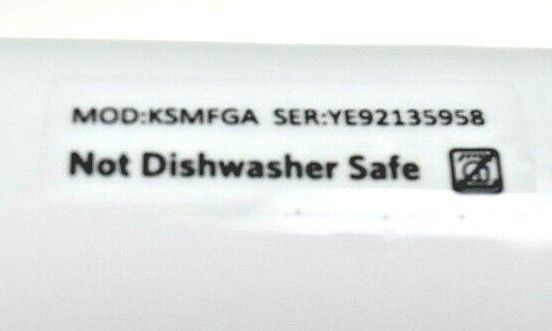 MOD:KSMFGA SER:YE92135958
Not Dishwasher Safe